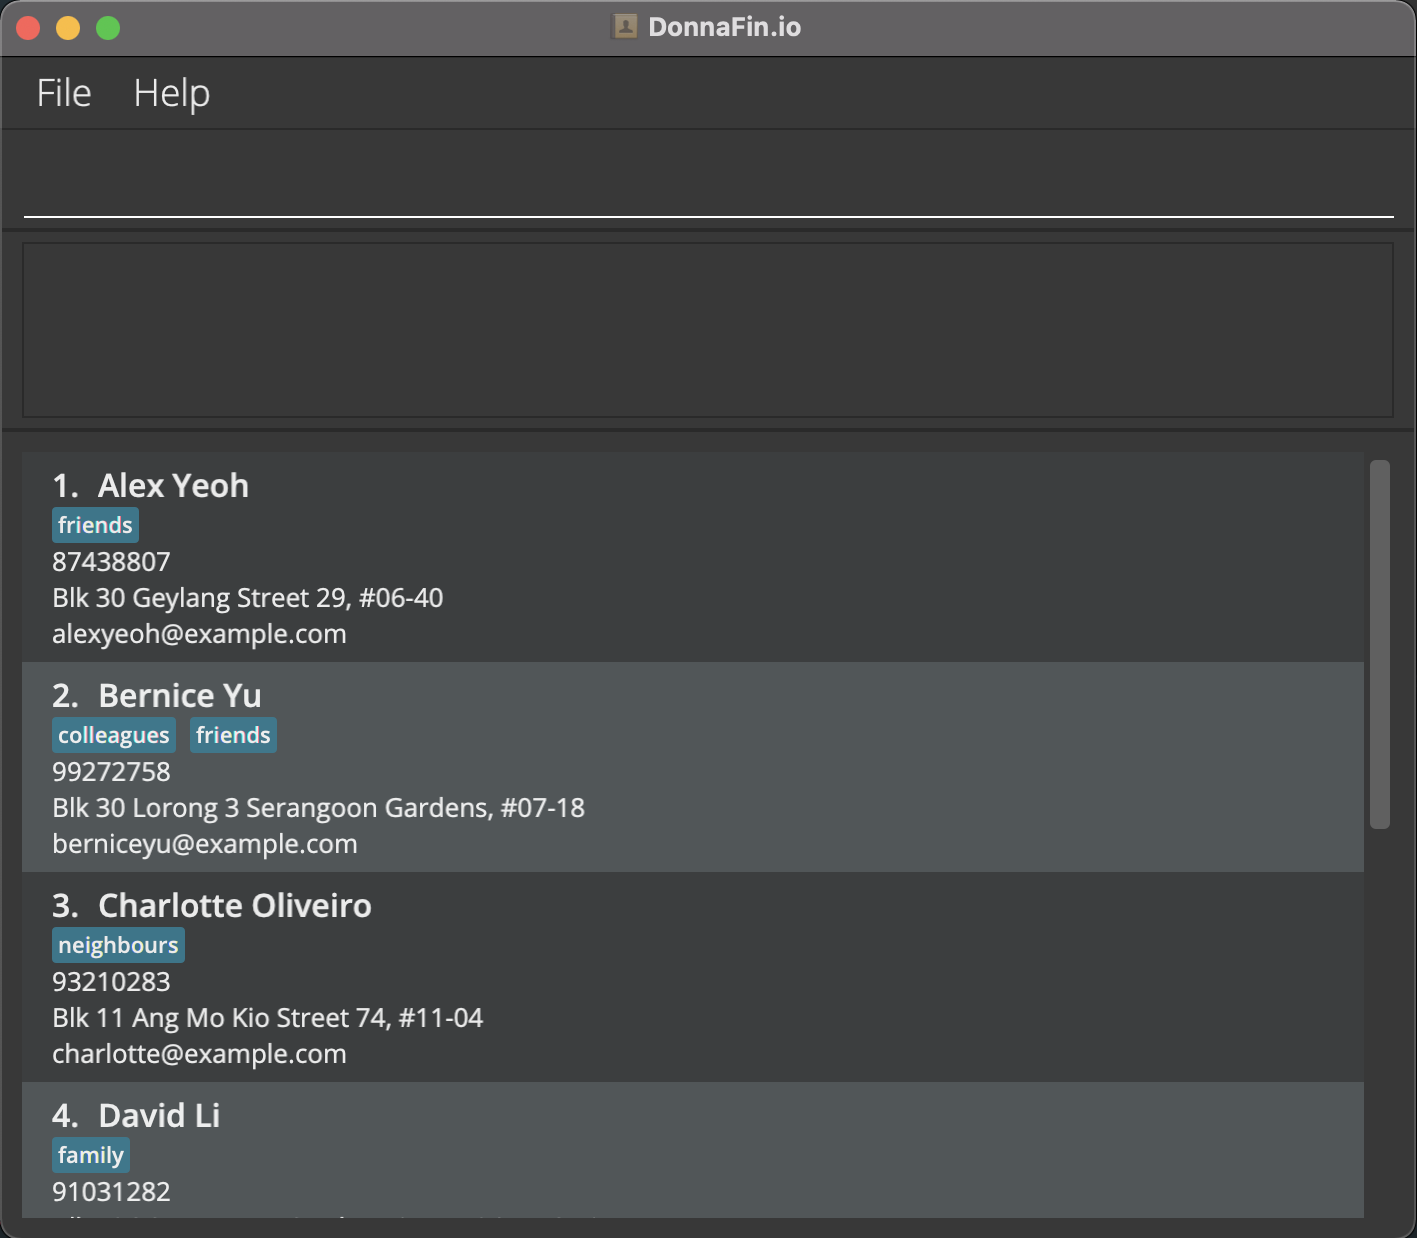 DonnaFin.io
File Help
1. Alex Yeoh
friends
87438807
Blk 30 Geylang Street 29, #06-40
alexyeoh@example.com
2. Bernice Yu
colleagues friends
99272758
Blk 30 Lorong 3 Serangoon Gardens, #07-18
berniceyu@example.com
3. Charlotte Oliveiro
neighbours
93210283
Blk 11 Ang Mo Kio Street 74, #11-04
charlotte@example.com
4. David Li
family
91031282